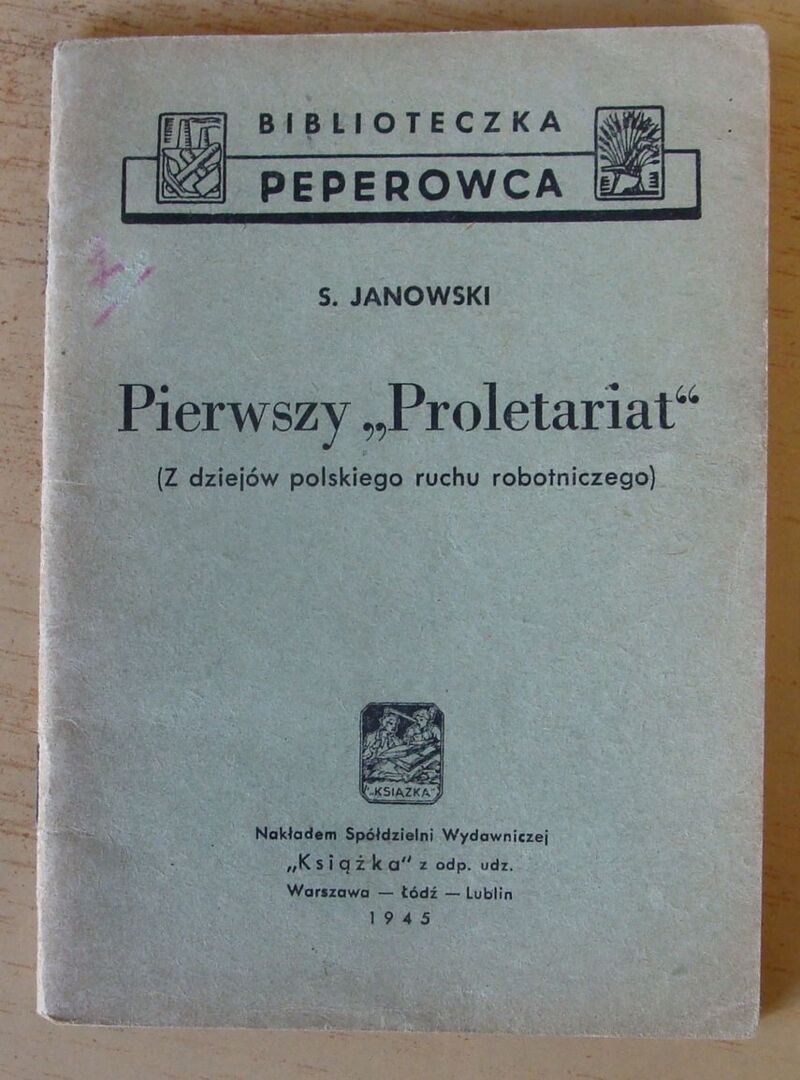 BIBLIOTECZKA
PEPEROWCA
S. JANOWSKI
Pierwszy „Proletariat“
(Z dziejów polskiego ruchu robotniczego)
„KSIĄŻKA”
Nakładem Spółdzielni Wydawniczej
„Książka” z odp. udz.
Warszawa — Łódź — Lublin
1945